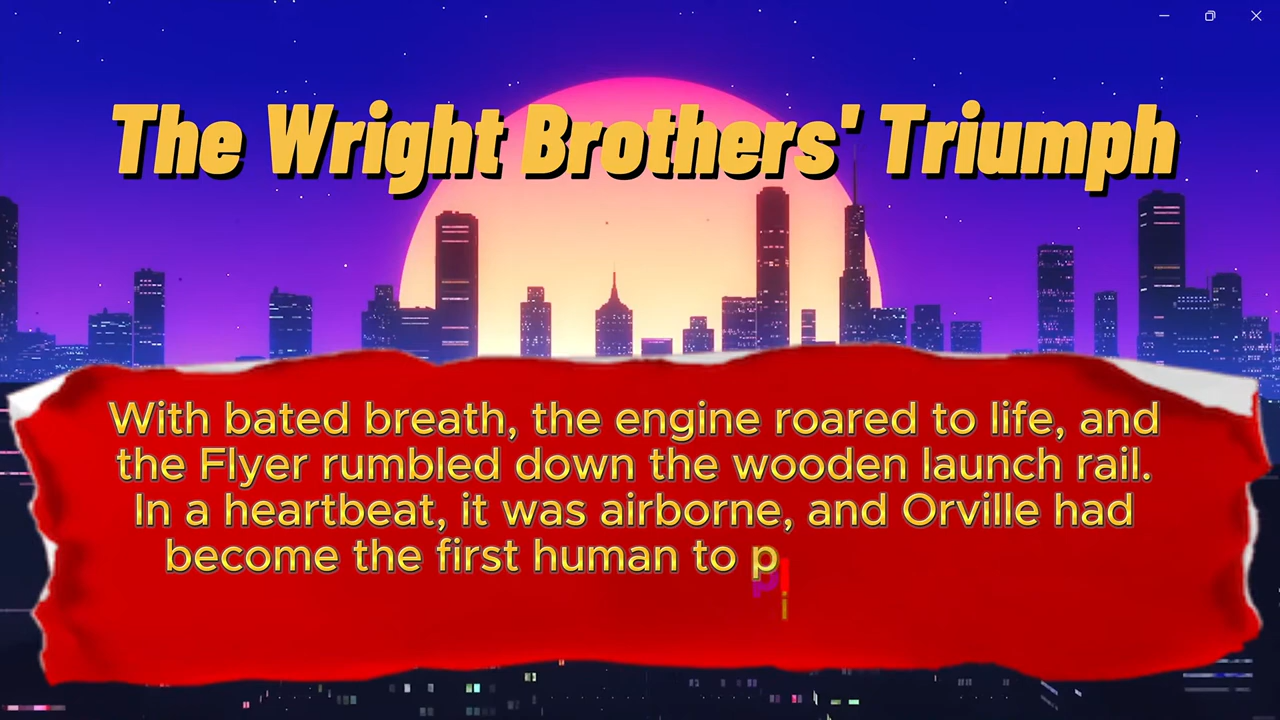 The Wright Brothers' Triumph
With bated breath, the engine roared to life, and
the Flyer rumbled down the wooden launch rail.
In a heartbeat, it was airborne, and Orville had
become the first human to p